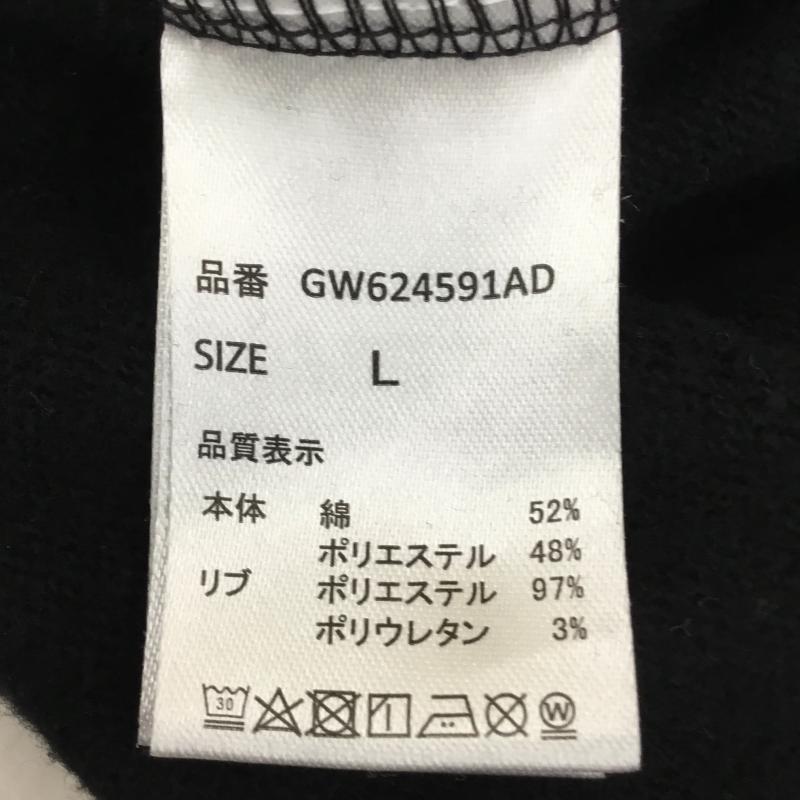 品番 GW624591AD
SIZE L
品質表示
本体 綿 52%
ポリエステル 48%
リブ ポリエステル 97%
ポリウレタン 3%
30 W